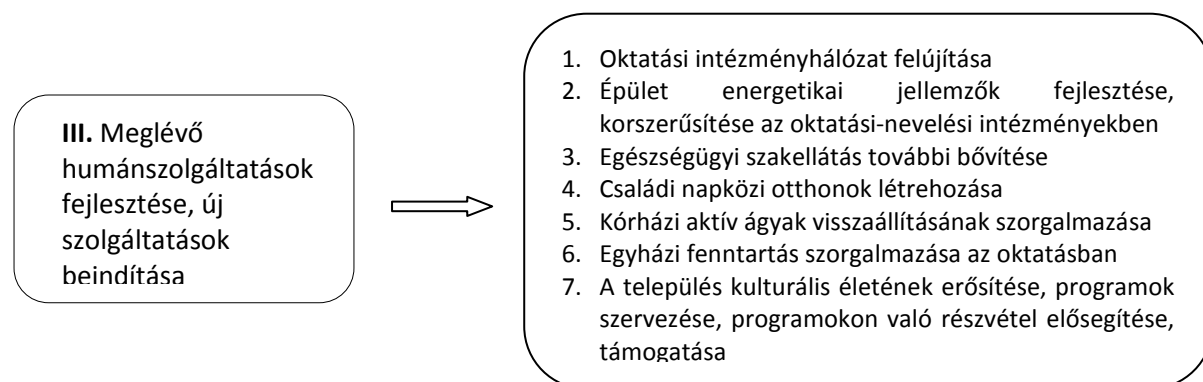 III. Meglévő
humánszolgáltatások
fejlesztése, új
szolgáltatások
beindítása
1. Oktatási intézményhálózat felújítása
2. Épület energetikai jellemzők fejlesztése,
korszerűsítése az oktatási-nevelési intézményekben
3. Egészségügyi szakellátás további bővítése
4. Családi napközi otthonok létrehozása
5. Kórházi aktív ágyak visszaállításának szorgalmazása
6. Egyházi fenntartás szorgalmazása az oktatásban
7. A település kulturális életének erősítése, programok
szervezése, programokon való részvétel elősegítése,
támogatása